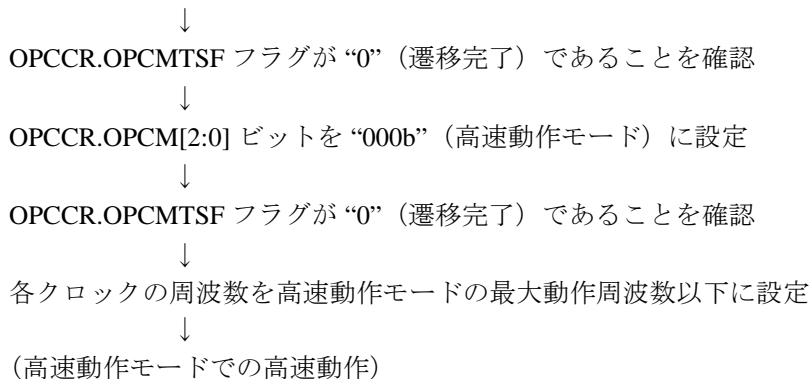 ↓
OPCCR.OPCMTSF フラグが “0”（遷移完了）であることを確認
↓
OPCCR.OPCM[2:0] ビットを “000b”（高速動作モード）に設定
↓
OPCCR.OPCMTSF フラグが “0”（遷移完了）であることを確認
↓
各クロックの周波数を高速動作モードの最大動作周波数以下に設定
↓
（高速動作モードでの高速動作）